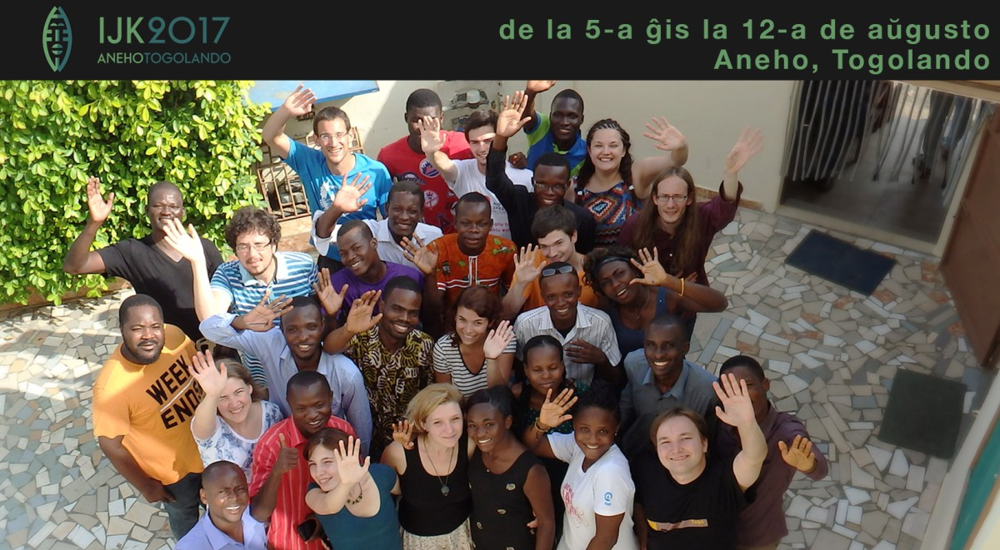 IJK2017
ANEHOTOGOLANDO
de la 5-a ĝis la 12-a de aŭgusto
Aneho, Togolando
WEEK
END